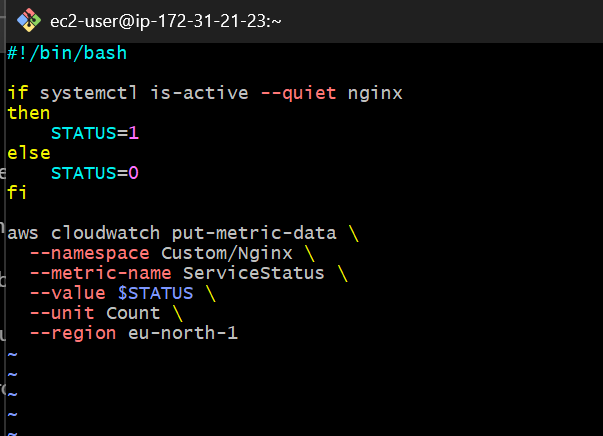 ec2-user@ip-172-31-21-23:~
#!/bin/bash
if systemctl is-active --quiet nginx
then
    STATUS=1
else
    STATUS=0
fi
aws cloudwatch put-metric-data \
  --namespace Custom/Nginx \
  --metric-name ServiceStatus \
  --value $STATUS \
  --unit Count \
  --region eu-north-1
~
~
~
~
~